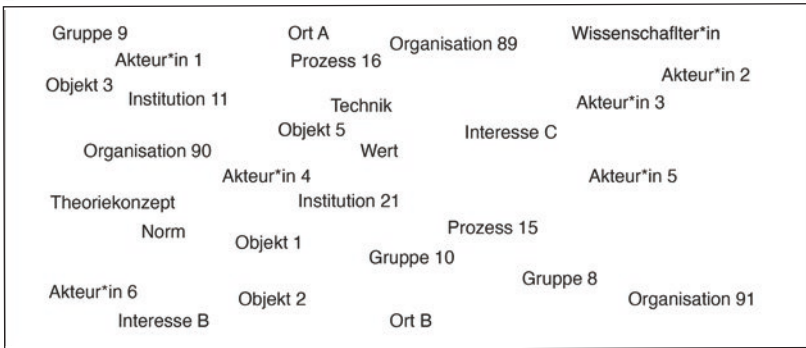 Gruppe 9
Ort A
Organisation 89
Wissenschaflter*in
Akteur*in 1
Prozess 16
Akteur*in 2
Objekt 3
Institution 11
Technik
Akteur*in 3
Objekt 5
Interesse C
Organisation 90
Wert
Akteur*in 4
Akteur*in 5
Theoriekonzept
Institution 21
Norm
Objekt 1
Prozess 15
Gruppe 10
Gruppe 8
Akteur*in 6
Objekt 2
Organisation 91
Interesse B
Ort B